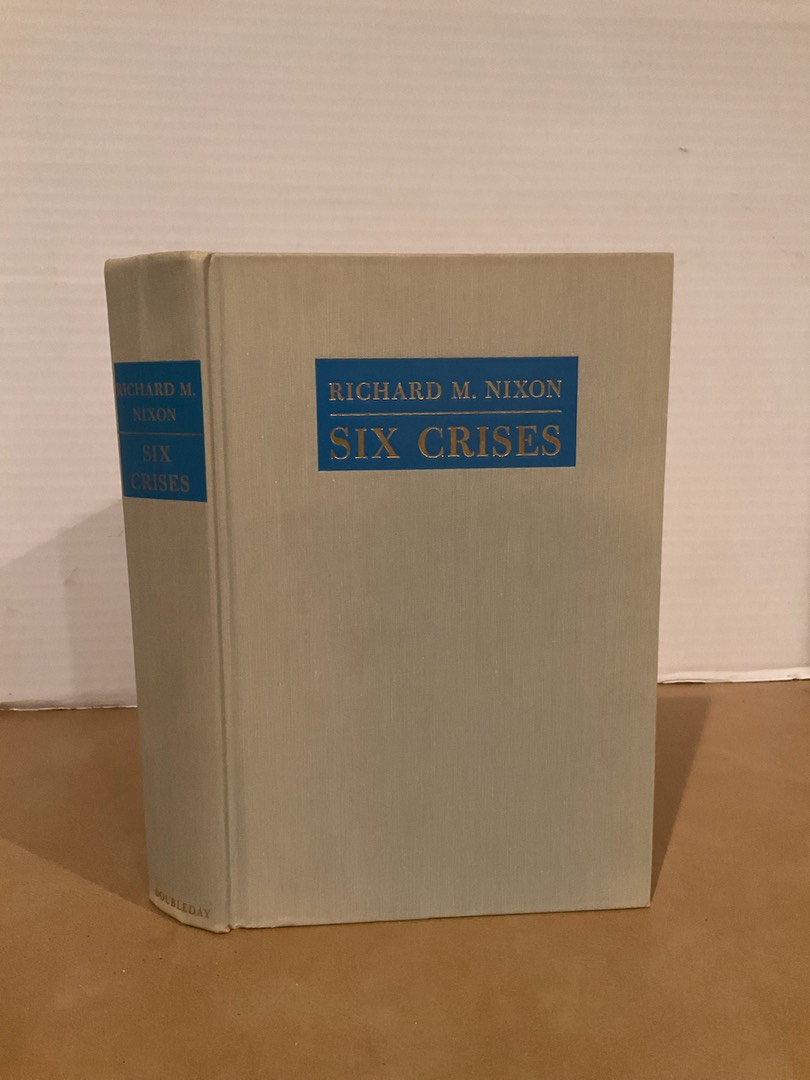 RICHARD M.
NIXON
SIX
CRISES
DOUBLEDAY
RICHARD M. NIXON
SIX CRISES